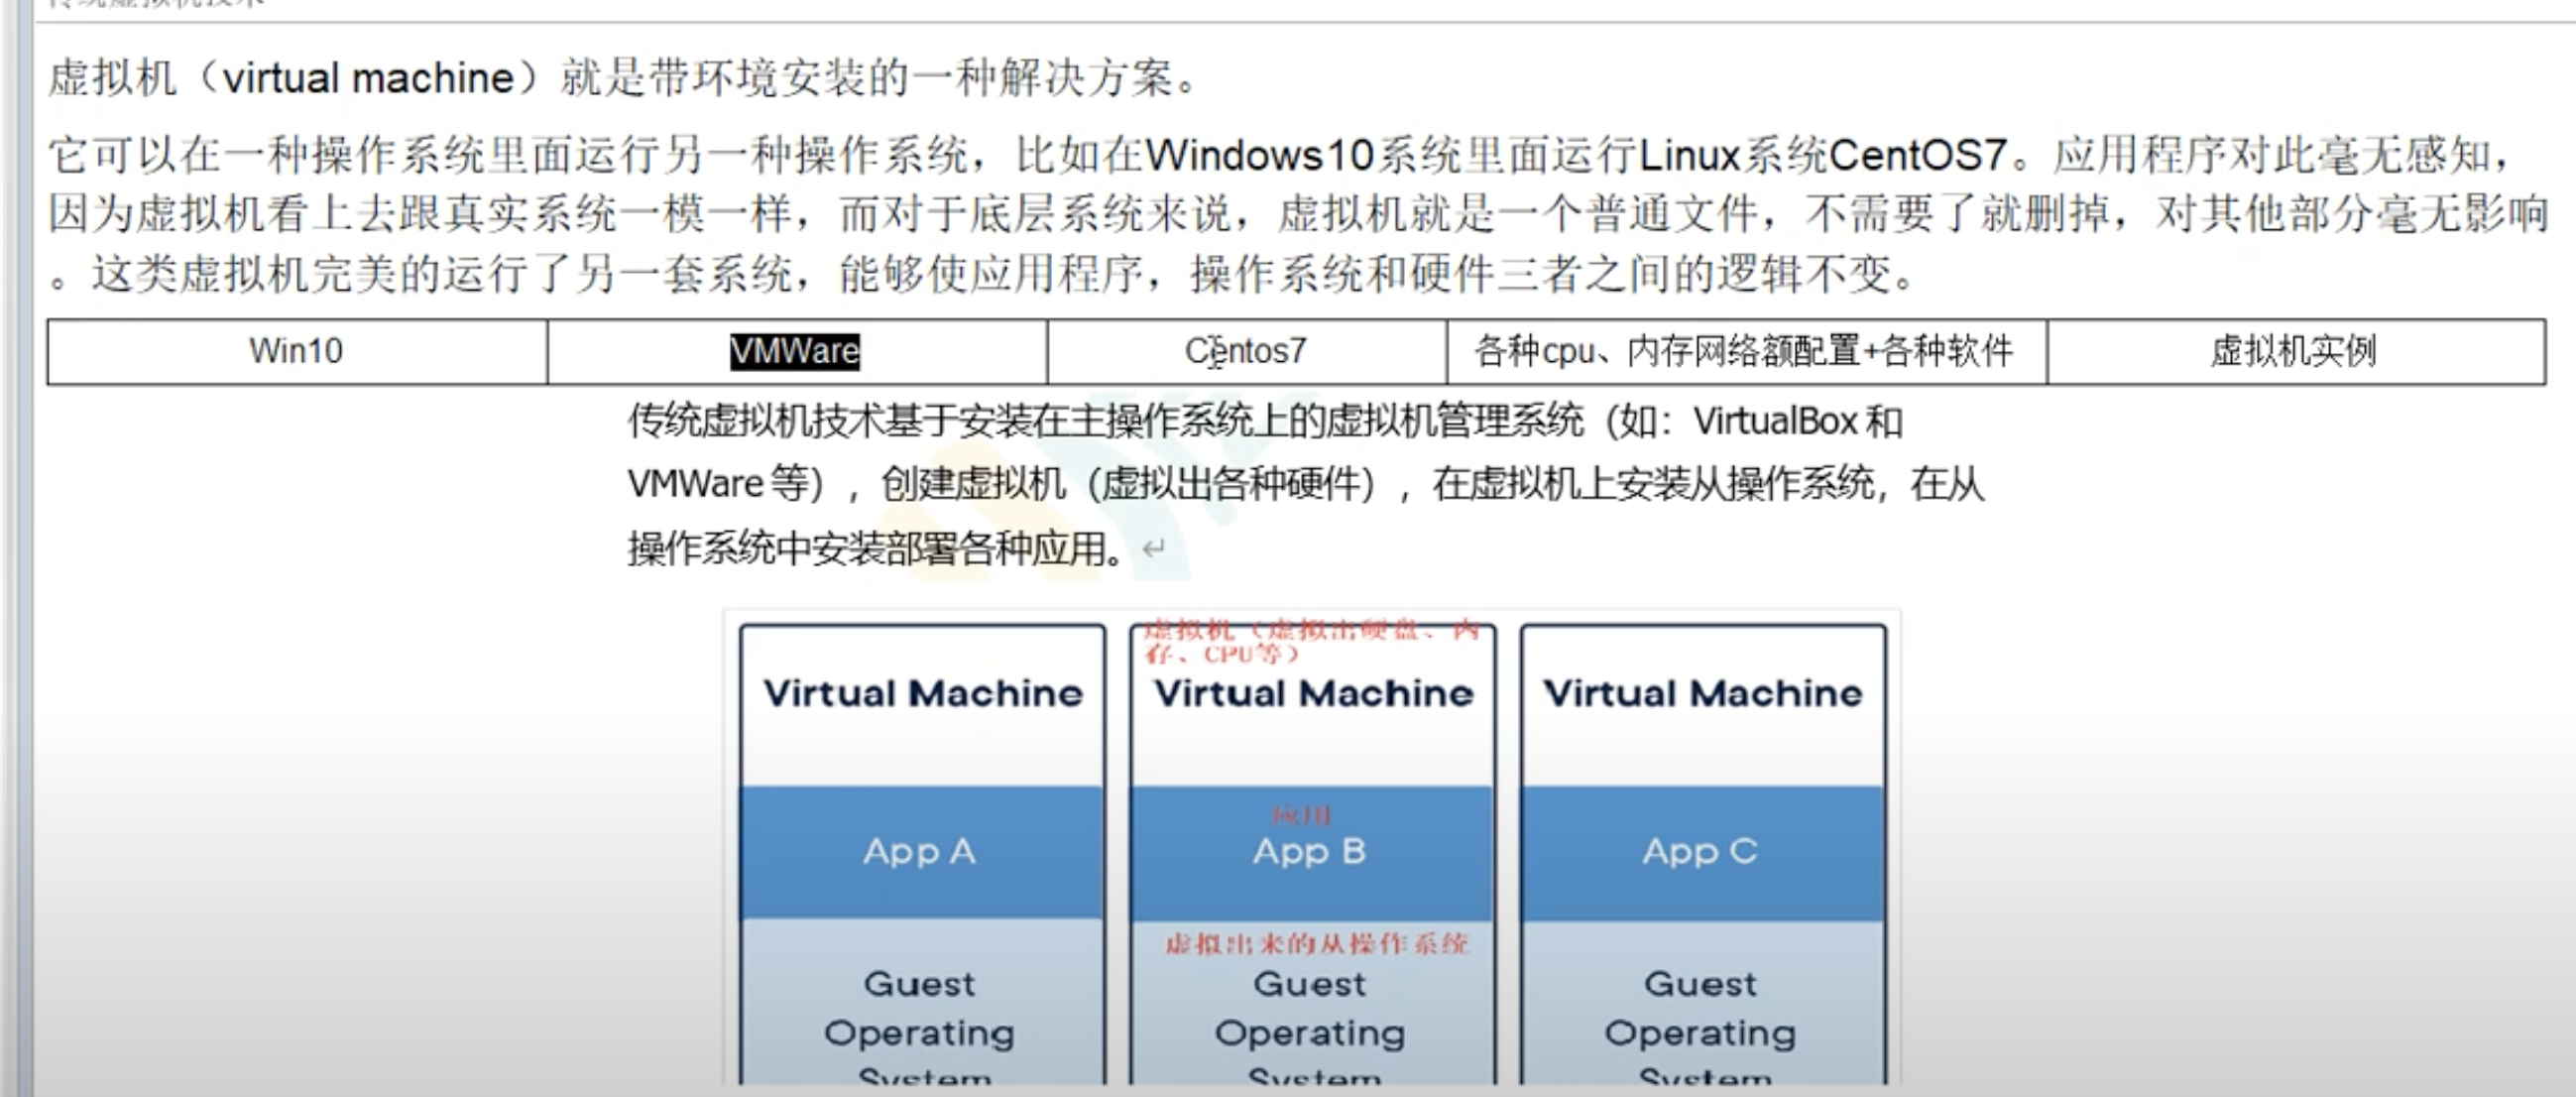 传统虚拟机技术
虚拟机（virtual machine）就是带环境安装的一种解决方案。
它可以在一种操作系统里面运行另一种操作系统，比如在Windows10系统里面运行Linux系统CentOS7。应用程序对此毫无感知，
因为虚拟机看上去跟真实系统一模一样，而对于底层系统来说，虚拟机就是一个普通文件，不需要了就删掉，对其他部分毫无影响
。这类虚拟机完美的运行了另一套系统，能够使应用程序，操作系统和硬件三者之间的逻辑不变。
Win10 VMWare Centos7 各种cpu、内存网络额配置+各种软件 虚拟机实例
传统虚拟机技术基于安装在主操作系统上的虚拟机管理系统（如：VirtualBox 和
VMWare 等），创建虚拟机（虚拟出各种硬件），在虚拟机上安装从操作系统，在从
操作系统中安装部署各种应用。
虚拟机（虚拟出硬盘、内
存、CPU等）
Virtual Machine Virtual Machine Virtual Machine
应用
App A App B App C
虚拟出来的从操作系统
Guest Guest Guest
Operating Operating Operating
System System System